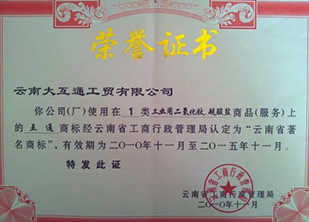 荣誉证书
云南大互通工贸有限公司
你公司(厂)使用在 1 类工业用二氧化钛,硫酸盐商品(服务)上
的 互通 商标经云南省工商行政管理局认定为“云南省著
名商标”,有效期为二〇一〇年十一月至二〇一五年十一月。
特发此证
云南省工商行政管理局
二〇一〇年十一月